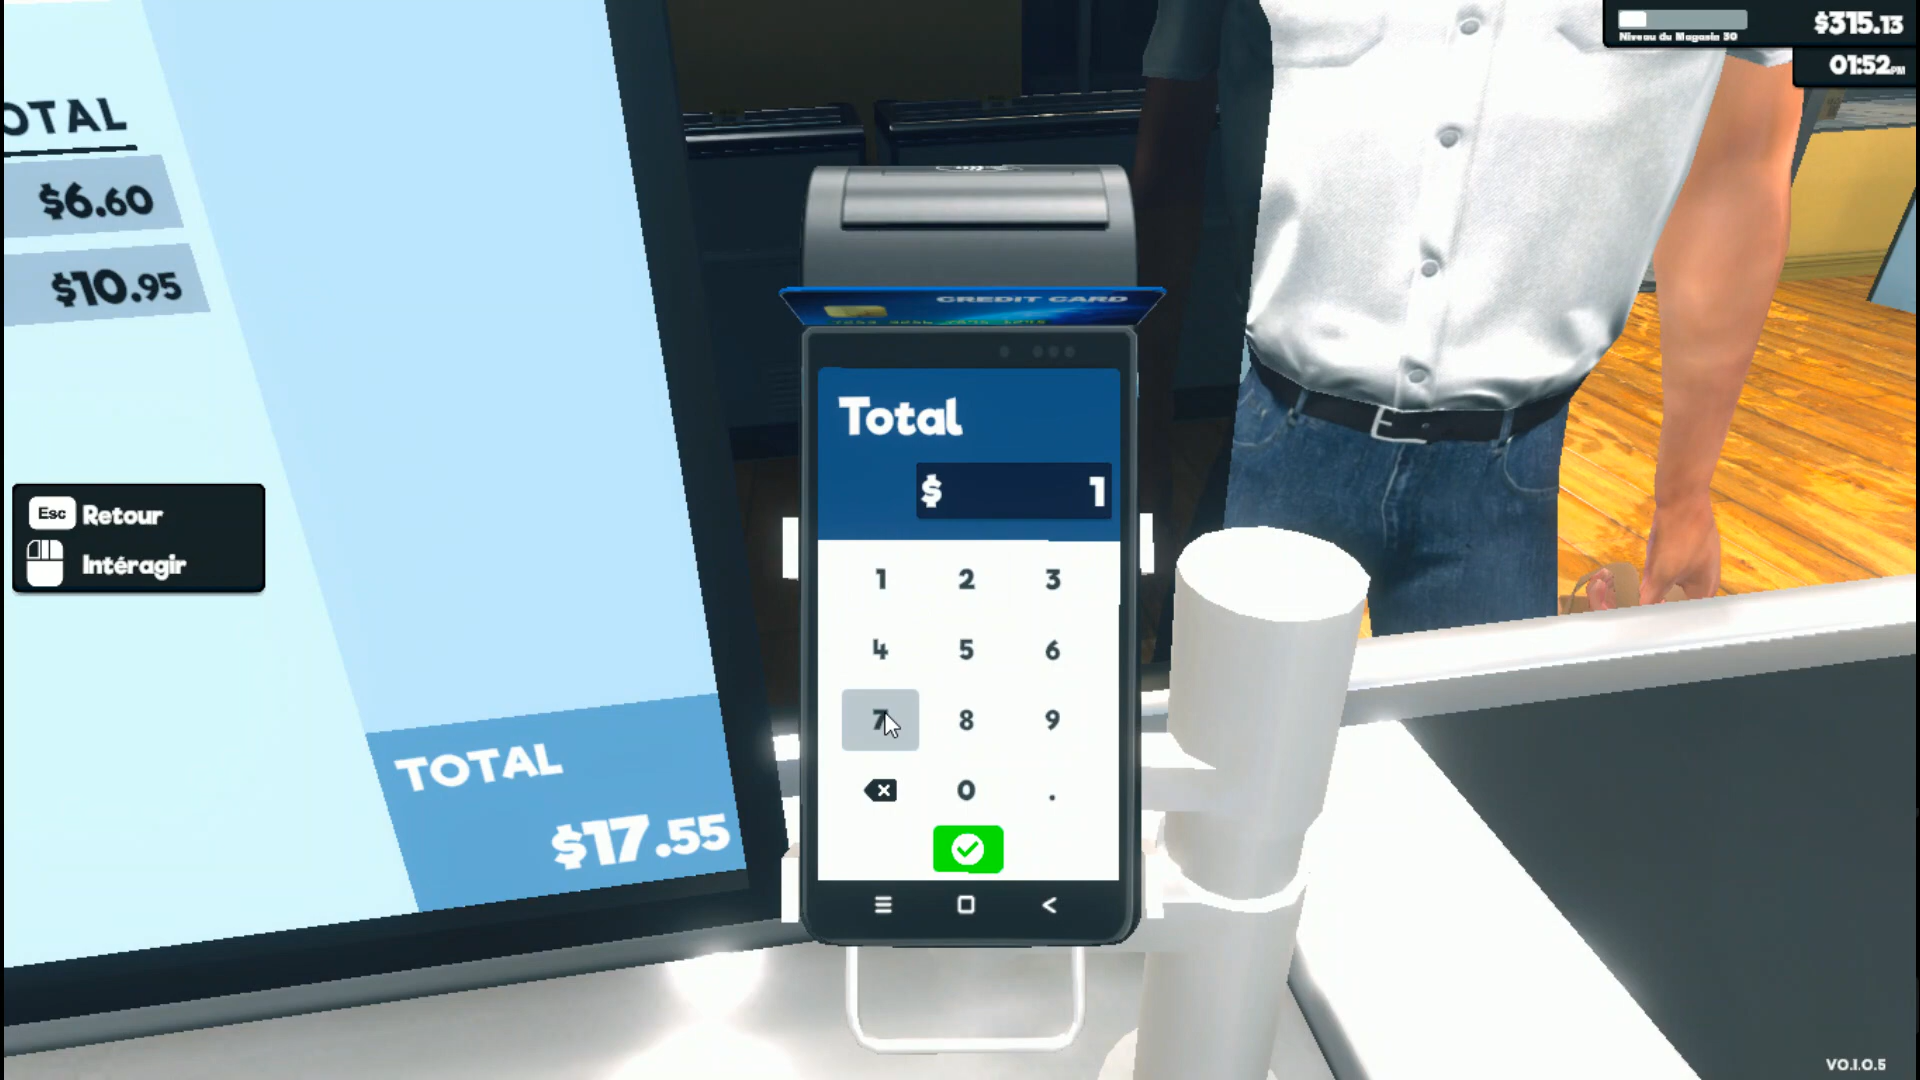 $315.13
Niveau du Magasin 30
01:52PM
OTAL
$6.60
$10.95
CREDIT CARD
Total
$ 1
Esc Retour
Intéragir
1 2 3
4 5 6
7 8 9
0 .
TOTAL
$17.55
V0.1.0.5